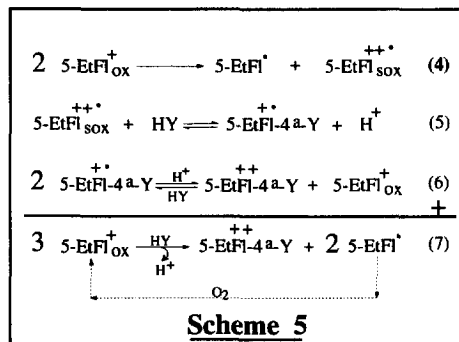 2 5-EtFl⁺ox ⟶ 5-EtFl• + 5-EtFl⁺⁺•sox (4)
5-EtFl⁺⁺•sox + HY ⇌ 5-EtFl⁺•-4ª-Y + H⁺ (5)
2 5-EtFl⁺•-4ª-Y ⇌ H⁺ HY 5-EtFl⁺⁺-4ª-Y + 5-EtFl⁺ox (6)
+
3 5-EtFl⁺ox ⟶ HY H⁺ 5-EtFl⁺⁺-4ª-Y + 2 5-EtFl• (7)
O₂
Scheme 5